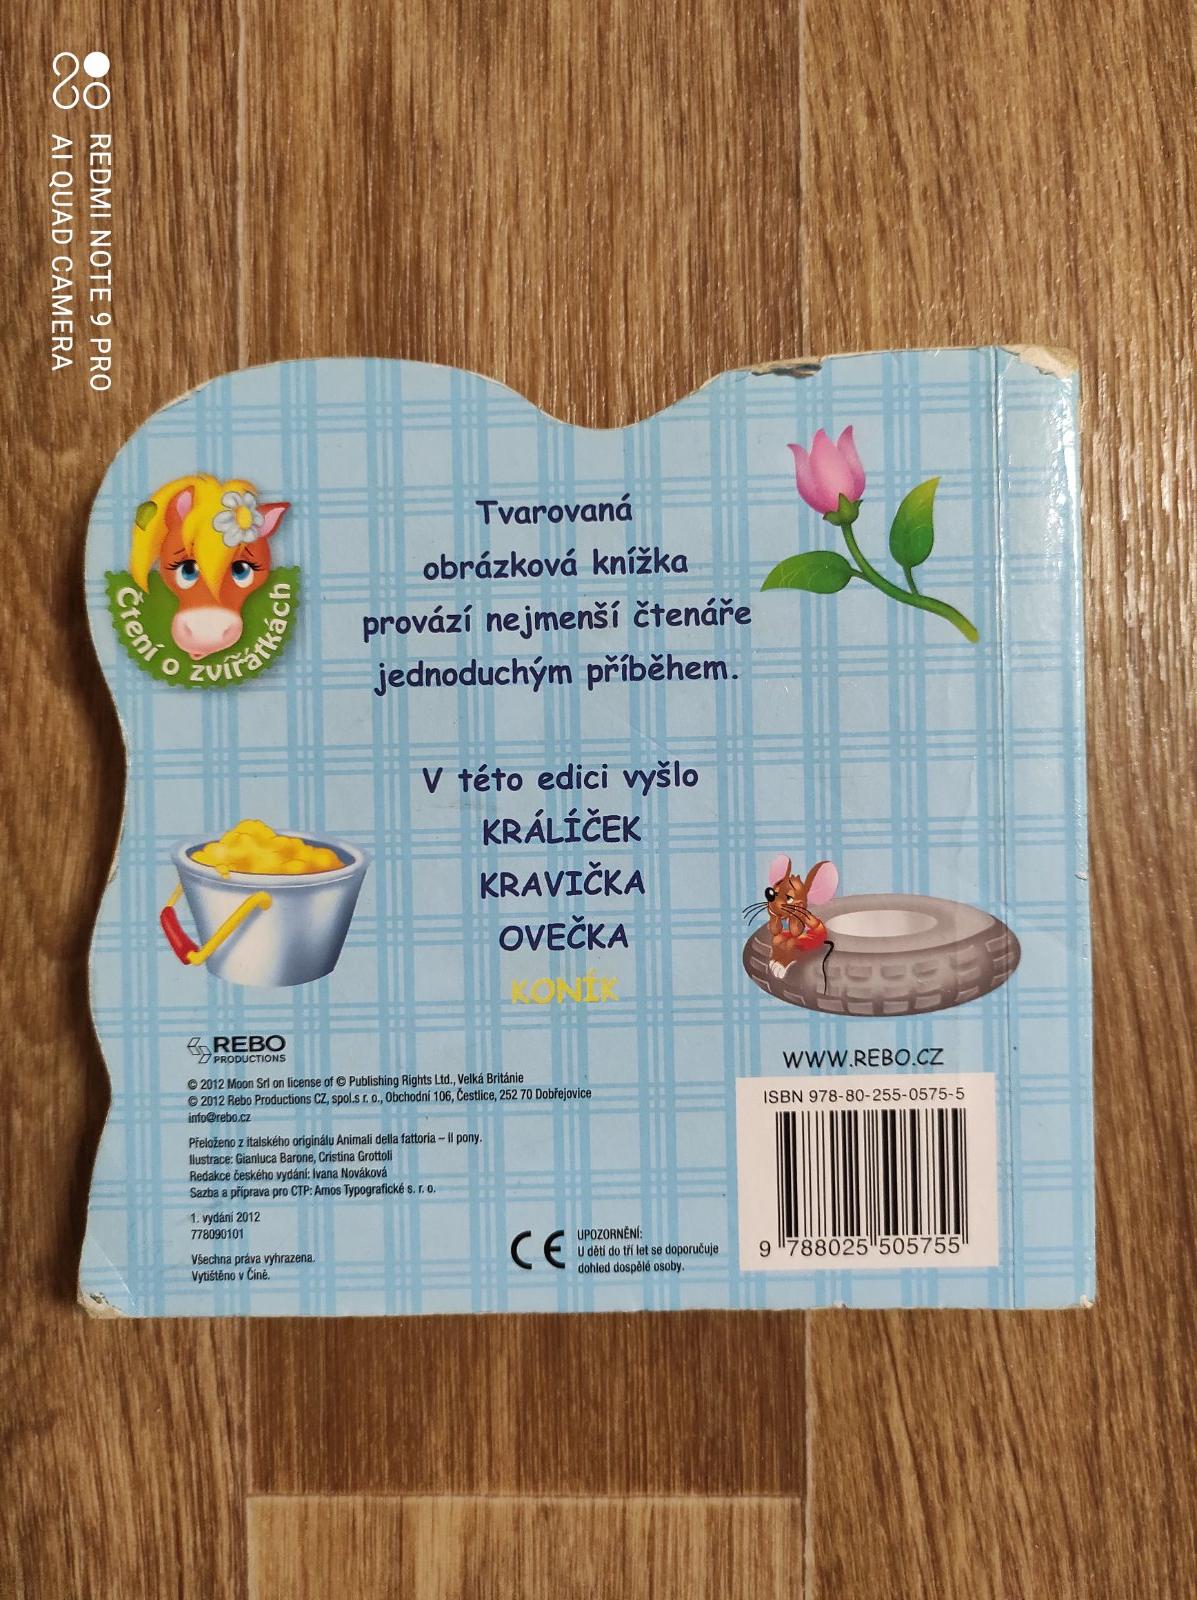 REDMI NOTE 9 PRO
AI QUAD CAMERA
Čtení o zvířátkách
Tvarovaná
obrázková knížka
provází nejmenší čtenáře
jednoduchým příběhem.
V této edici vyšlo
KRÁLÍČEK
KRAVIČKA
OVEČKA
KONÍK
REBO
PRODUCTIONS
© 2012 Moon Srl on license of © Publishing Rights Ltd., Velká Británie
© 2012 Rebo Productions CZ, spol.s r. o., Obchodní 106, Čestlice, 252 70 Dobřejovice
info@rebo.cz
Přeloženo z italského originálu Animali della fattoria – Il pony.
Ilustrace: Gianluca Barone, Cristina Grottoli
Redakce českého vydání: Ivana Nováková
Sazba a příprava pro CTP: Amos Typografické s. r. o.
1. vydání 2012
778090101
Všechna práva vyhrazena.
Vytištěno v Číně.
CE
UPOZORNĚNÍ:
U dětí do tří let se doporučuje
dohled dospělé osoby.
WWW.REBO.CZ
ISBN 978-80-255-0575-5
9 788025 505755